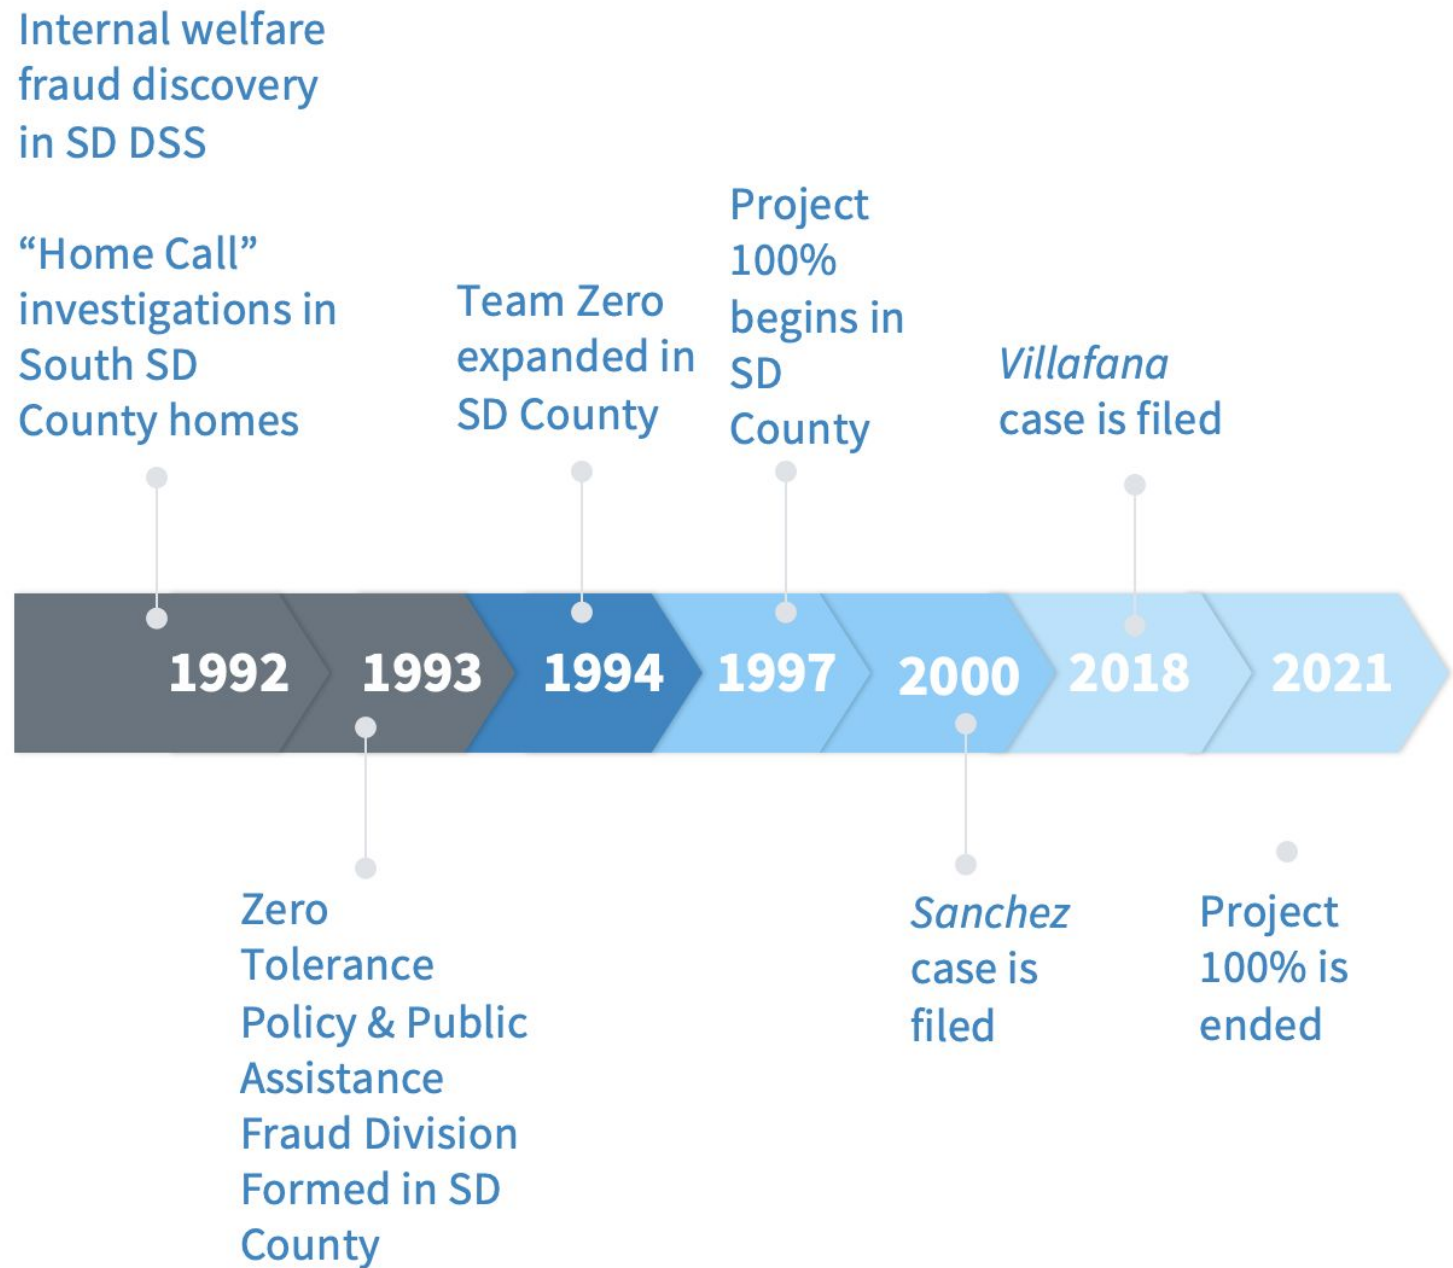 Internal welfare
fraud discovery
in SD DSS
“Home Call”
investigations in
South SD
County homes
Team Zero
expanded in
SD County
Project
100%
begins in
SD
County
Villafana
case is filed
1992
1993
1994
1997
2000
2018
2021
Zero
Tolerance
Policy & Public
Assistance
Fraud Division
Formed in SD
County
Sanchez
case is
filed
Project
100% is
ended